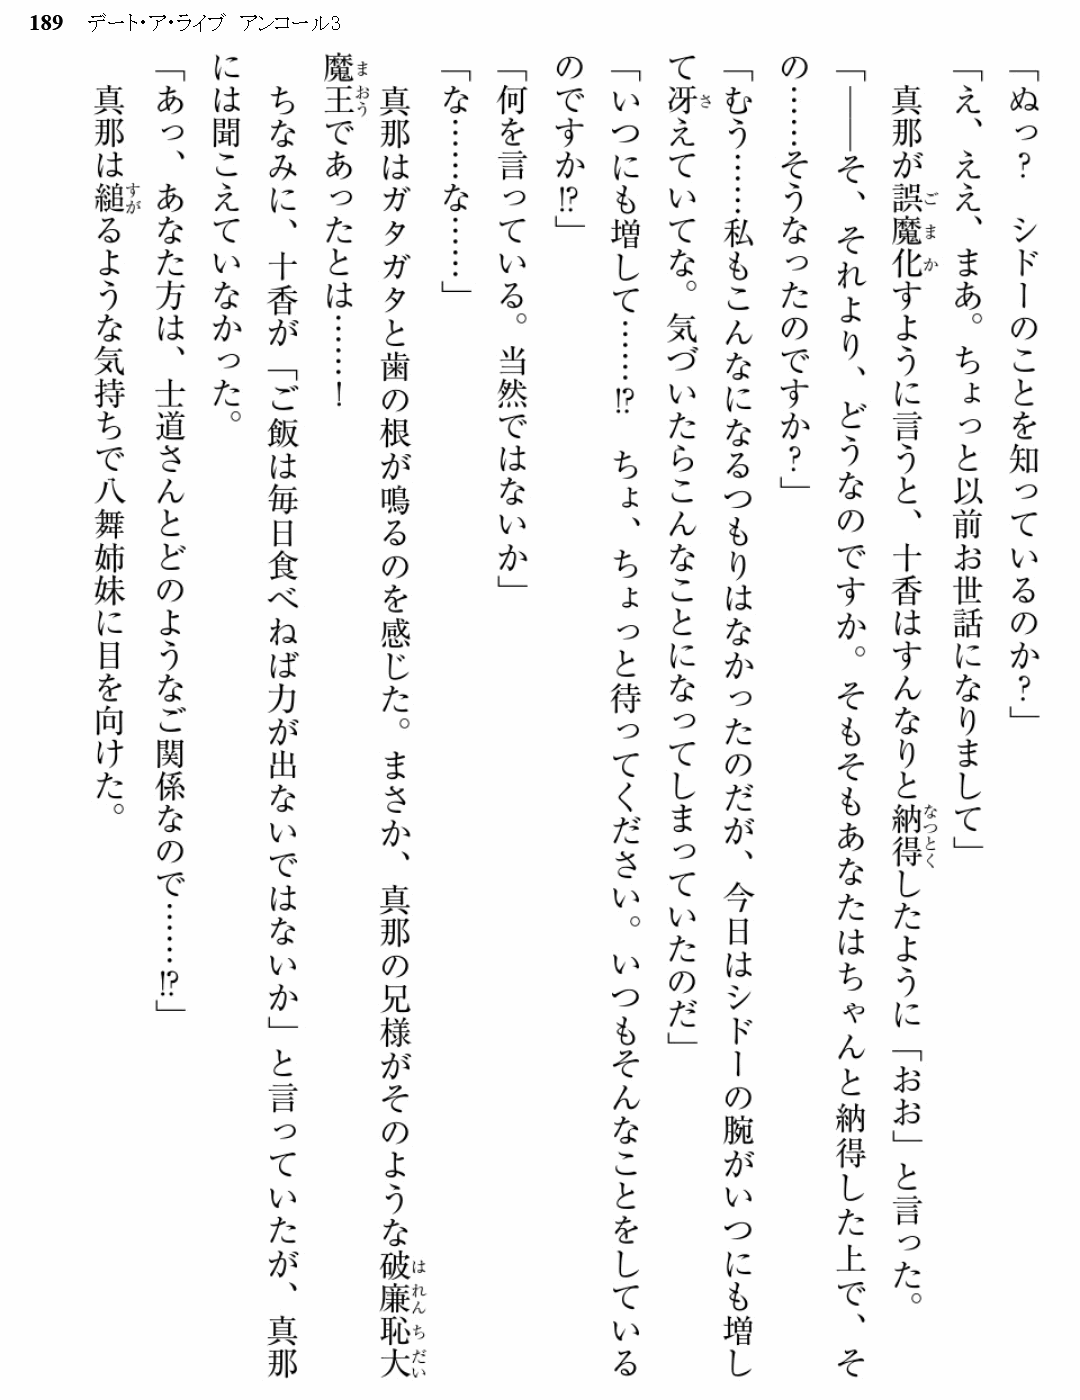 189 デート・ア・ライブ アンコール3
「ぬっ？　シドーのことを知っているのか？」
「え、ええ、まあ。ちょっと以前お世話になりまして」
　真那が誤魔化すように言うと、十香はすんなりと納得したように「おお」と言った。
「――そ、それより、どうなのですか。そもそもあなたはちゃんと納得した上で、そ
の……そうなったのですか？」
「むう……私もこんなになるつもりはなかったのだが、今日はシドーの腕がいつにも増し
て冴えていてな。気づいたらこんなことになってしまっていたのだ」
「いつにも増して……!?　ちょ、ちょっと待ってください。いつもそんなことをしている
のですか!?」
「何を言っている。当然ではないか」
「な……な……」
　真那はガタガタと歯の根が鳴るのを感じた。まさか、真那の兄様がそのような破廉恥大
魔王であったとは……！
　ちなみに、十香が「ご飯は毎日食べねば力が出ないではないか」と言っていたが、真那
には聞こえていなかった。
「あっ、あなた方は、士道さんとどのようなご関係なので……!?」
　真那は縋るような気持ちで八舞姉妹に目を向けた。